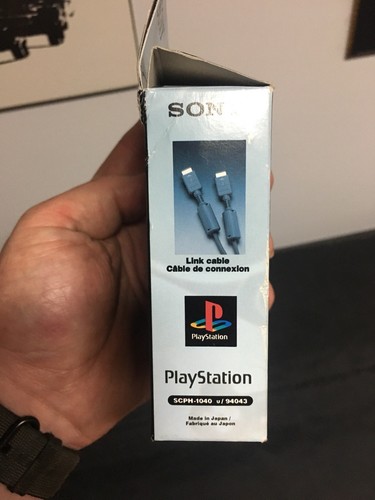 SONY
Link cable
Câble de connexion
PlayStation
PlayStation
SCPH-1040 u/94043
Made in Japan /
Fabriqué au Japon